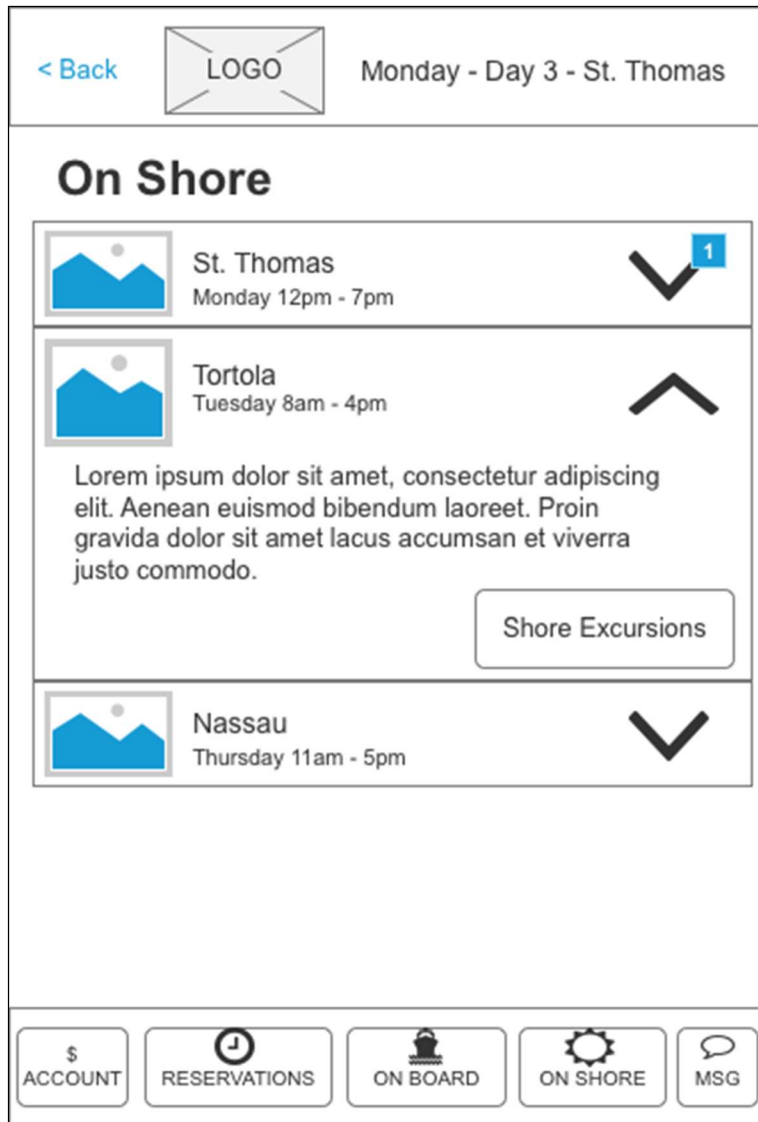 < Back
LOGO
Monday - Day 3 - St. Thomas
On Shore
St. Thomas
1
Monday 12pm - 7pm
Tortola
Tuesday 8am - 4pm
Lorem ipsum dolor sit amet, consectetur adipiscing
elit. Aenean euismod bibendum laoreet. Proin
gravida dolor sit amet lacus accumsan et viverra
justo commodo.
Shore Excursions
Nassau
Thursday 11am - 5pm
$
ACCOUNT
RESERVATIONS
ON BOARD
ON SHORE
MSG